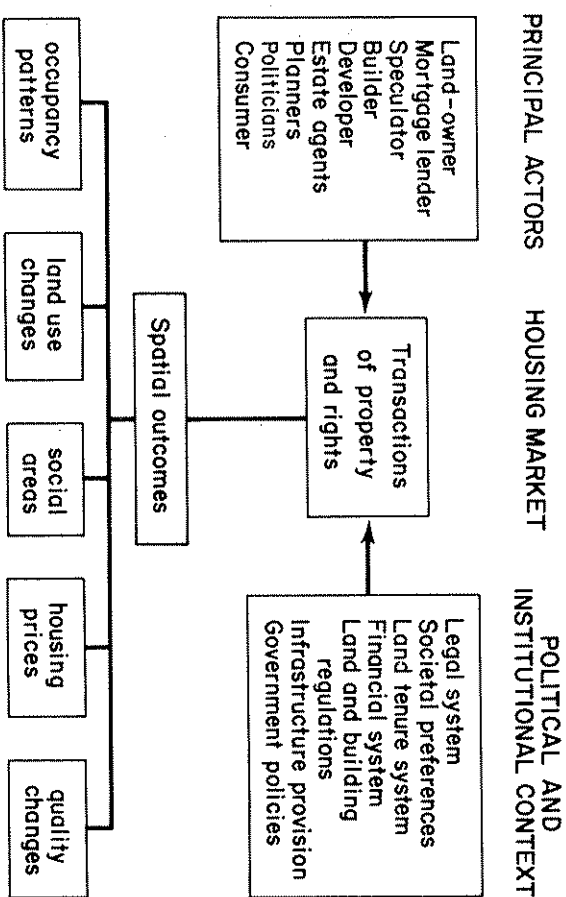 PRINCIPAL ACTORS
HOUSING MARKET
POLITICAL AND
INSTITUTIONAL CONTEXT
Land-owner
Mortgage lender
Speculator
Builder
Developer
Estate agents
Planners
Politicians
Consumer
Transactions
of property
and rights
Legal system
Societal preferences
Land tenure system
Financial system
Land and building
regulations
Infrastructure provision
Government policies
Spatial outcomes
occupancy
patterns
land use
changes
social
areas
housing
prices
quality
changes